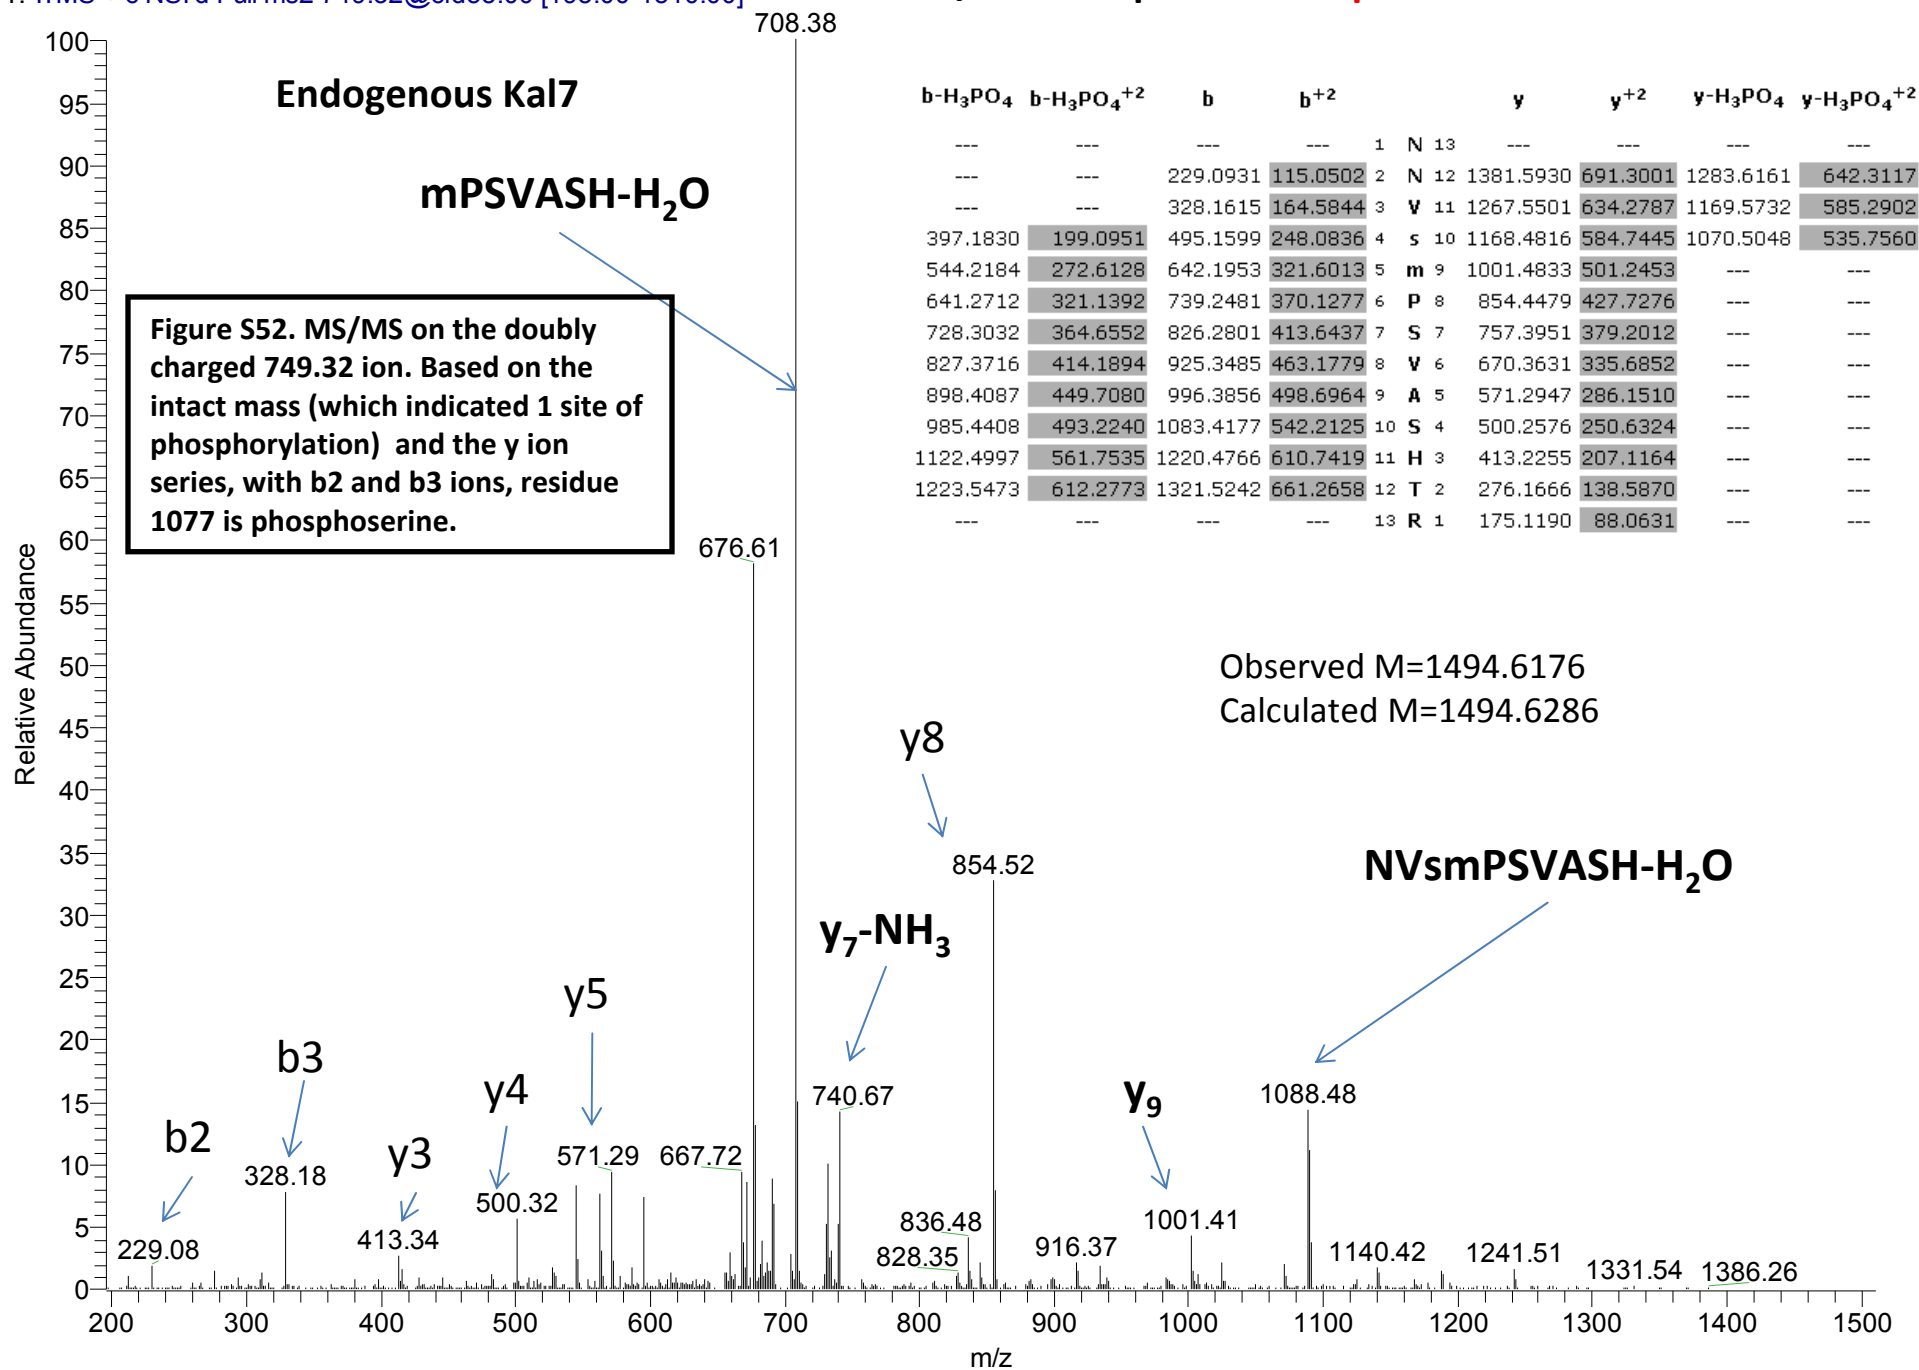 708.38
Endogenous Kal7
mPSVASH-H₂O
Figure S52. MS/MS on the doubly
charged 749.32 ion. Based on the
intact mass (which indicated 1 site of
phosphorylation) and the y ion
series, with b2 and b3 ions, residue
1077 is phosphoserine.
b-H₃PO₄ b-H₃PO₄⁺² b b⁺² y y⁺² y-H₃PO₄ y-H₃PO₄⁺²
--- --- --- --- 1 N 13 --- --- --- ---
--- --- 229.0931 115.0502 2 N 12 1381.5930 691.3001 1283.6161 642.3117
--- --- 328.1615 164.5844 3 V 11 1267.5501 634.2787 1169.5732 585.2902
397.1830 199.0951 495.1599 248.0836 4 s 10 1168.4816 584.7445 1070.5048 535.7560
544.2184 272.6128 642.1953 321.6013 5 m 9 1001.4833 501.2453 --- ---
641.2712 321.1392 739.2481 370.1277 6 P 8 854.4479 427.7276 --- ---
728.3032 364.6552 826.2801 413.6437 7 S 7 757.3951 379.2012 --- ---
827.3716 414.1894 925.3485 463.1779 8 V 6 670.3631 335.6852 --- ---
898.4087 449.7080 996.3856 498.6964 9 A 5 571.2947 286.1510 --- ---
985.4408 493.2240 1083.4177 542.2125 10 S 4 500.2576 250.6324 --- ---
1122.4997 561.7535 1220.4766 610.7419 11 H 3 413.2255 207.1164 --- ---
1223.5473 612.2773 1321.5242 661.2658 12 T 2 276.1666 138.5870 --- ---
--- --- --- --- 13 R 1 175.1190 88.0631 --- ---
Observed M=1494.6176
Calculated M=1494.6286
676.61
y8
854.52
NVsmPSVASH-H₂O
1088.48
y₇-NH₃
740.67
y5
571.29
667.72
y₉
1001.41
y4
500.32
b3
328.18
y3
413.34
b2
229.08
836.48
828.35
916.37
1140.42
1241.51
1331.54
1386.26
Relative Abundance
100
95
90
85
80
75
70
65
60
55
50
45
40
35
30
25
20
15
10
5
0
200 300 400 500 600 700 800 900 1000 1100 1200 1300 1400 1500
m/z